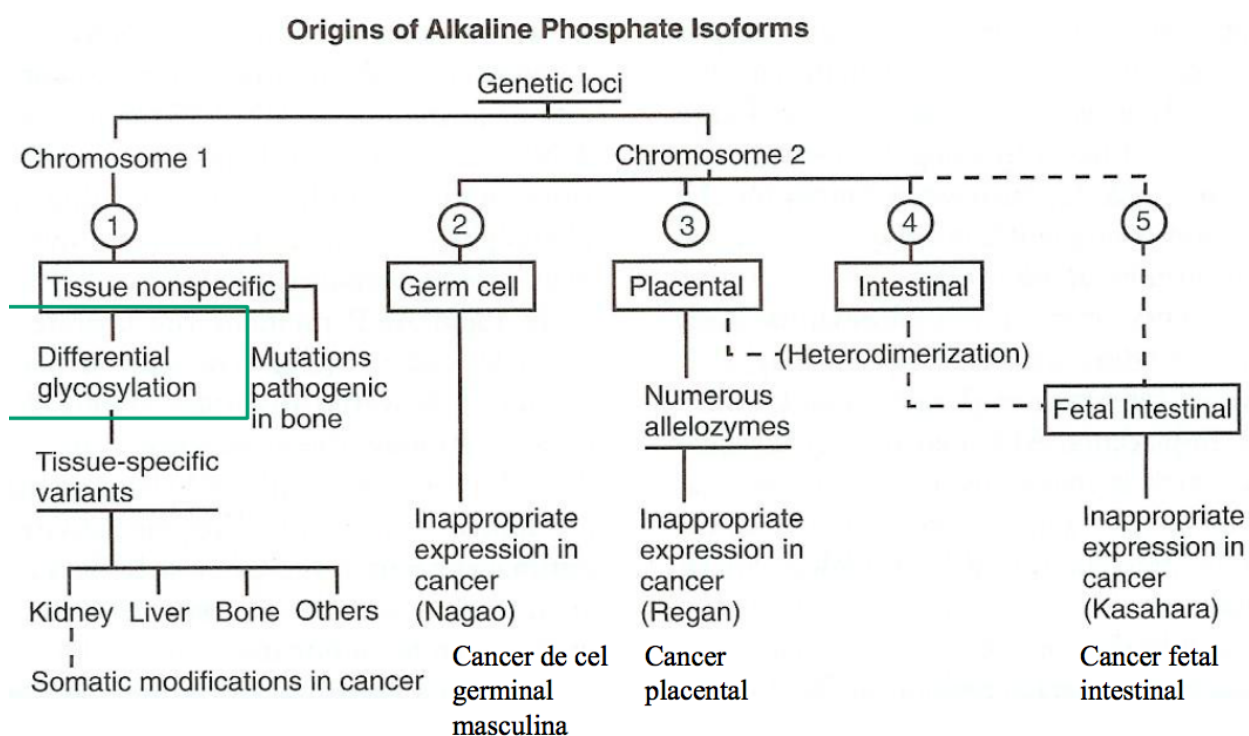 Origins of Alkaline Phosphate Isoforms
Genetic loci
Chromosome 1
Chromosome 2
1
2
3
4
5
Tissue nonspecific
Germ cell
Placental
Intestinal
Differential
glycosylation
Mutations
pathogenic
in bone
(Heterodimerization)
Numerous
allelozymes
Fetal Intestinal
Tissue-specific
variants
Inappropriate
expression in
cancer
(Nagao)
Inappropriate
expression in
cancer
(Regan)
Inappropriate
expression in
cancer
(Kasahara)
Kidney
Liver
Bone
Others
Somatic modifications in cancer
Cancer de cel
germinal
masculina
Cancer
placental
Cancer fetal
intestinal